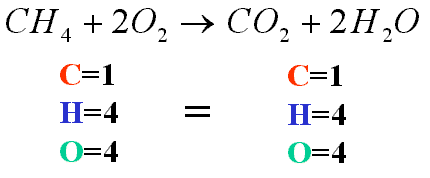 CH₄ + 2O₂ → CO₂ + 2H₂O
C=1 C=1
H=4 = H=4
O=4 O=4